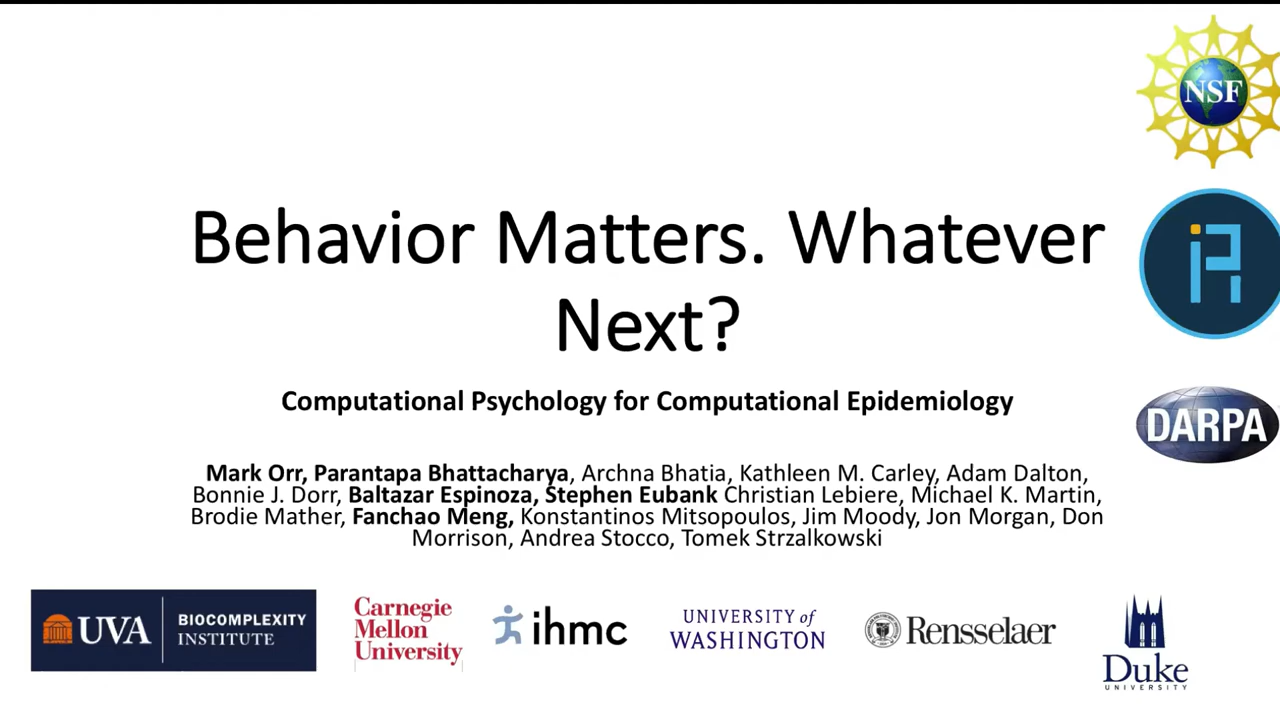 NSF
Behavior Matters. Whatever
Next?
Computational Psychology for Computational Epidemiology
DARPA
Mark Orr, Parantapa Bhattacharya, Archna Bhatia, Kathleen M. Carley, Adam Dalton,
Bonnie J. Dorr, Baltazar Espinoza, Stephen Eubank Christian Lebiere, Michael K. Martin,
Brodie Mather, Fanchao Meng, Konstantinos Mitsopoulos, Jim Moody, Jon Morgan, Don
Morrison, Andrea Stocco, Tomek Strzalkowski
UVA BIOCOMPLEXITY
INSTITUTE
Carnegie
Mellon
University
ihmc
UNIVERSITY of
WASHINGTON
Rensselaer
Duke
UNIVERSITY